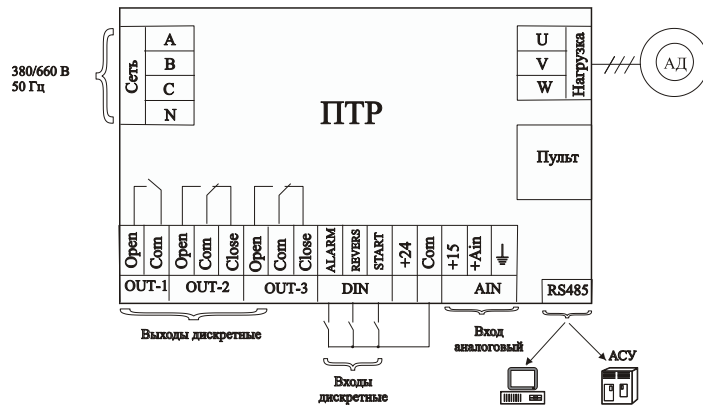 380/660 В
50 Гц
Сеть
A
B
C
N
ПТР
U
V
W
Нагрузка
АД
Пульт
Open
Com
Open
Com
Close
Open
Com
Close
ALARM
REVERS
START
+24
Com
+15
+Ain
OUT-1
OUT-2
OUT-3
DIN
AIN
RS485
Выходы дискретные
Входы
дискретные
Вход
аналоговый
АСУ